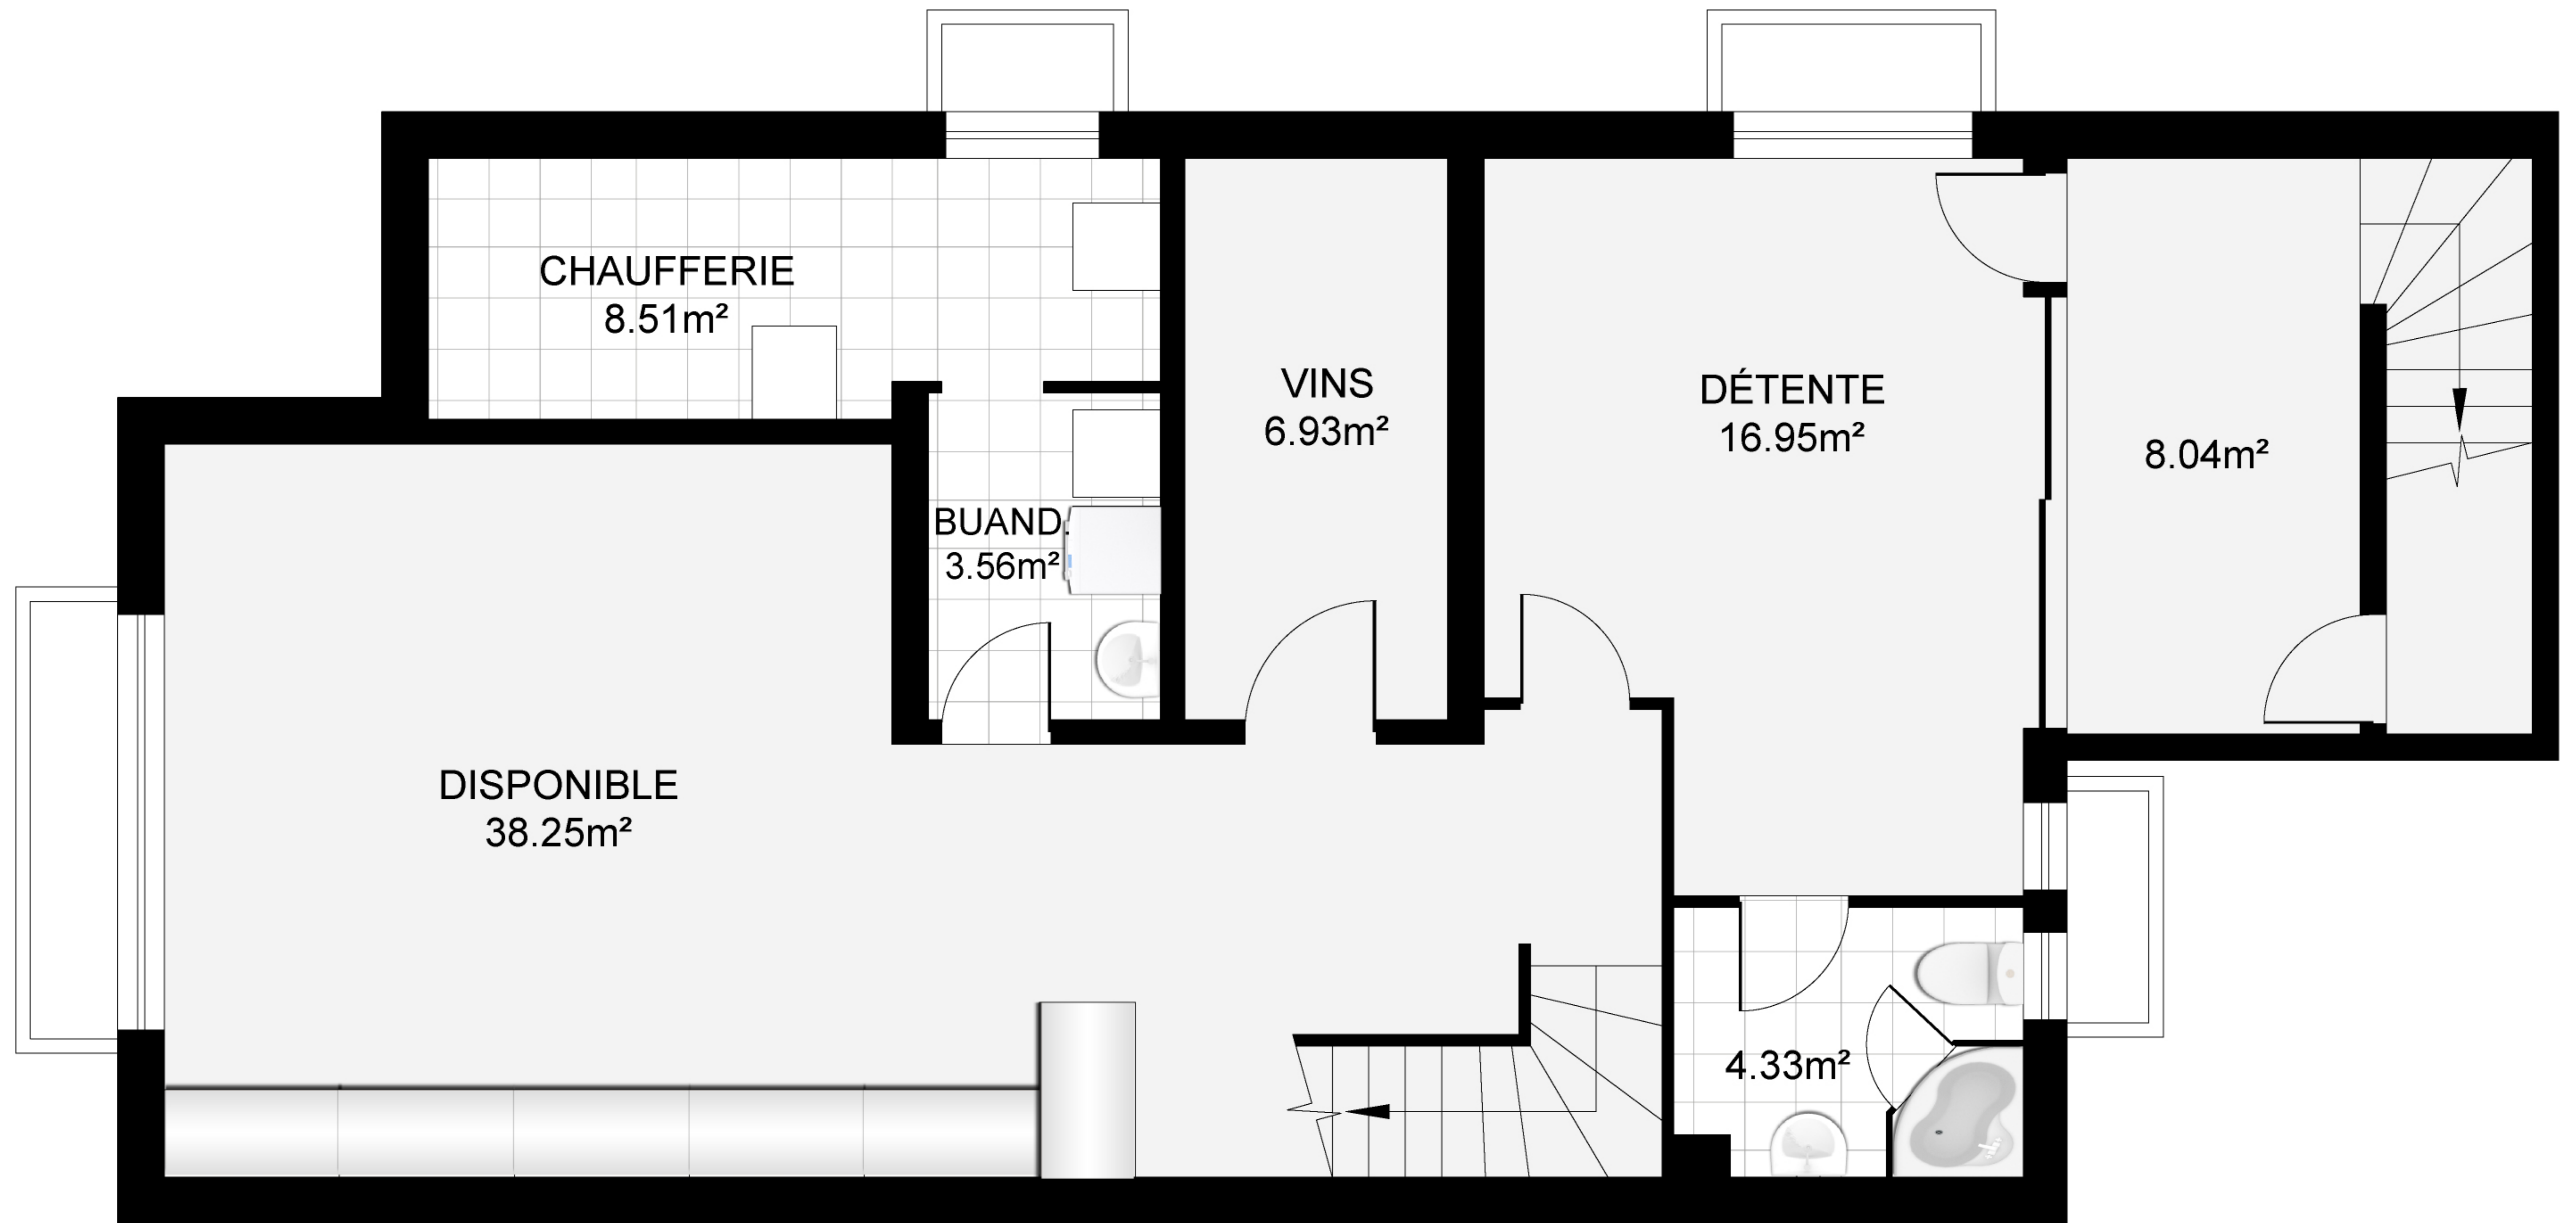 CHAUFFERIE
8.51m²
VINS
6.93m²
DÉTENTE
16.95m²
8.04m²
BUAND.
3.56m²
DISPONIBLE
38.25m²
4.33m²